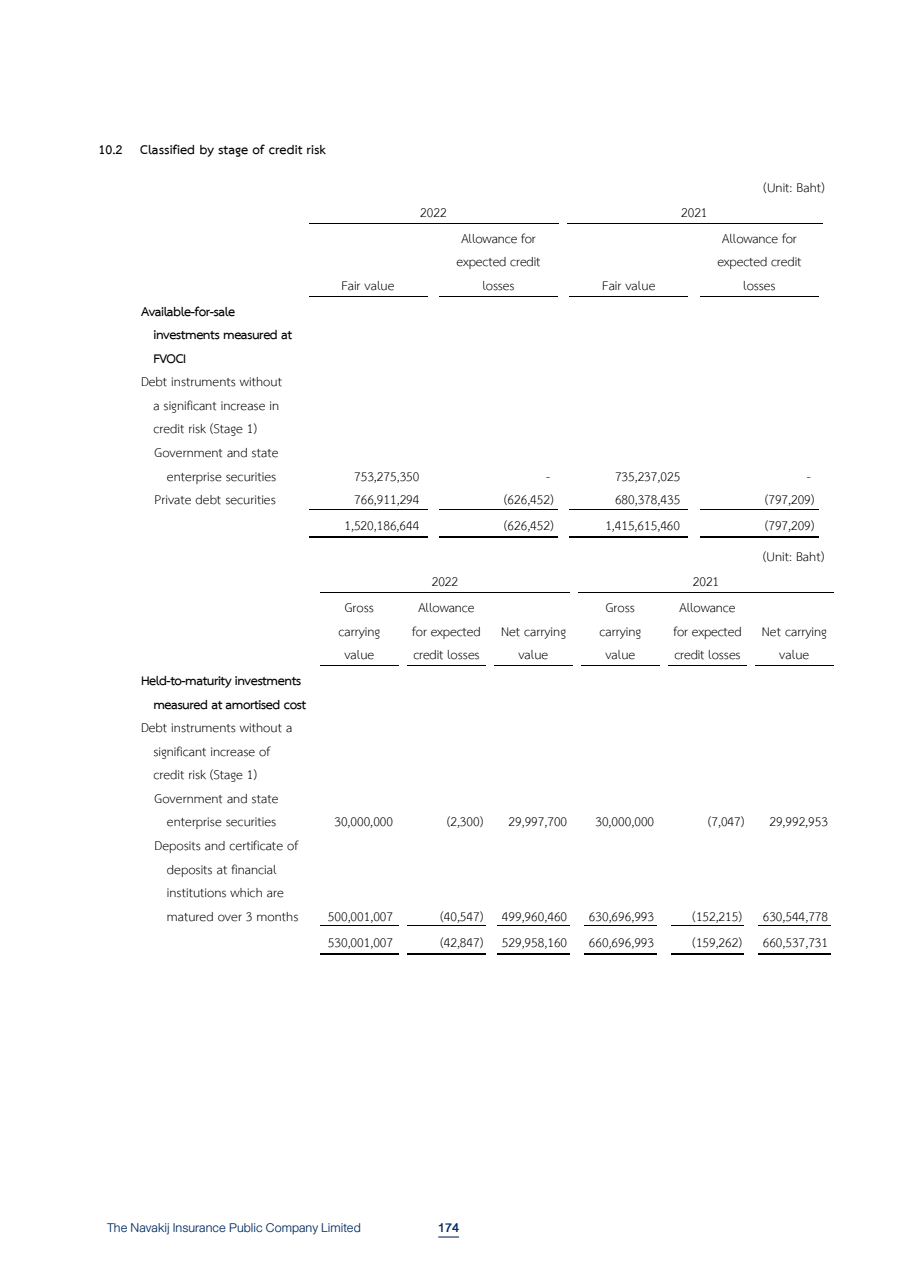 10.2 Classified by stage of credit risk
(Unit: Baht)
2022 2021
Allowance for Allowance for
expected credit expected credit
Fair value losses Fair value losses
Available-for-sale
investments measured at
FVOCI
Debt instruments without
a significant increase in
credit risk (Stage 1)
Government and state
enterprise securities 753,275,350 - 735,237,025 -
Private debt securities 766,911,294 (626,452) 680,378,435 (797,209)
1,520,186,644 (626,452) 1,415,615,460 (797,209)
(Unit: Baht)
2022 2021
Gross Allowance Gross Allowance
carrying for expected Net carrying carrying for expected Net carrying
value credit losses value value credit losses value
Held-to-maturity investments
measured at amortised cost
Debt instruments without a
significant increase of
credit risk (Stage 1)
Government and state
enterprise securities 30,000,000 (2,300) 29,997,700 30,000,000 (7,047) 29,992,953
Deposits and certificate of
deposits at financial
institutions which are
matured over 3 months 500,001,007 (40,547) 499,960,460 630,696,993 (152,215) 630,544,778
530,001,007 (42,847) 529,958,160 660,696,993 (159,262) 660,537,731
The Navakij Insurance Public Company Limited 174